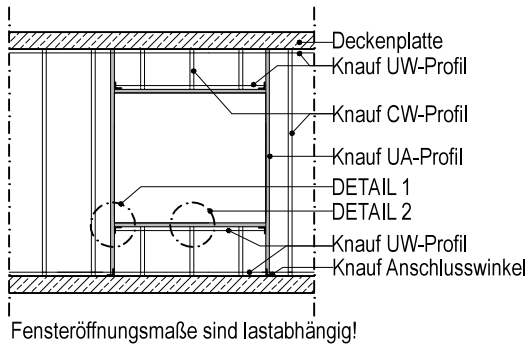 Deckenplatte
Knauf UW-Profil
Knauf CW-Profil
Knauf UA-Profil
DETAIL 1
DETAIL 2
Knauf UW-Profil
Knauf Anschlusswinkel
Fensteröffnungsmaße sind lastabhängig!